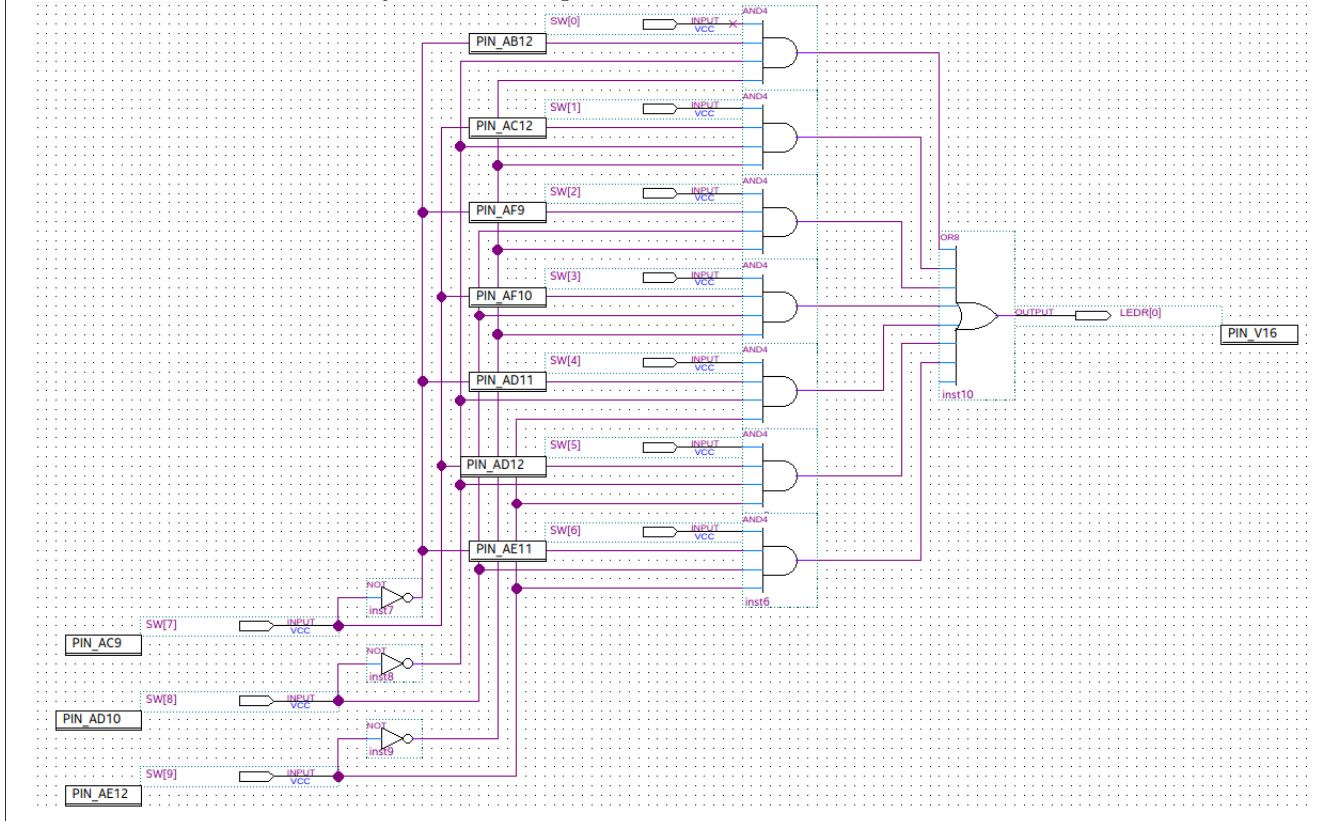 AND4
SW[0]
INPUT
VCC
PIN_AB12
AND4
SW[1]
INPUT
VCC
PIN_AC12
AND4
SW[2]
INPUT
VCC
PIN_AF9
OR8
AND4
SW[3]
INPUT
VCC
PIN_AF10
OUTPUT
LEDR[0]
PIN_V16
AND4
SW[4]
INPUT
VCC
PIN_AD11
inst10
AND4
SW[5]
INPUT
VCC
PIN_AD12
AND4
SW[6]
INPUT
VCC
PIN_AE11
NOT
inst6
inst7
SW[7]
INPUT
VCC
PIN_AC9
NOT
inst8
SW[8]
INPUT
VCC
PIN_AD10
NOT
inst9
SW[9]
INPUT
VCC
PIN_AE12